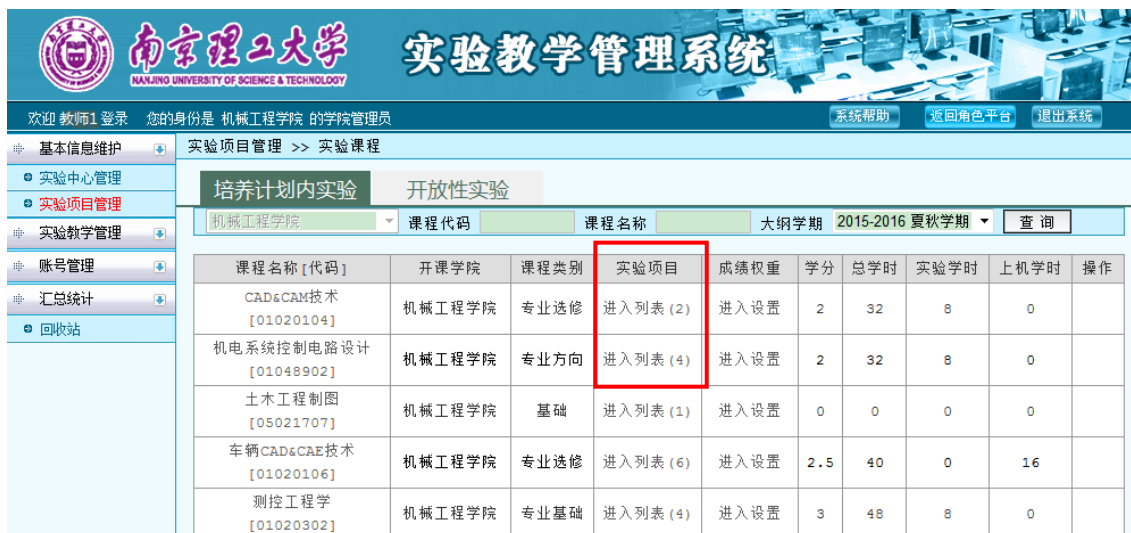 南京理工大学 实验教学管理系统
NANJING UNIVERSITY OF SCIENCE & TECHNOLOGY
欢迎 教师1 登录 您的身份是 机械工程学院 的学院管理员 系统帮助 返回角色平台 退出系统
基本信息维护
实验中心管理
实验项目管理
实验教学管理
账号管理
汇总统计
回收站
实验项目管理 >> 实验课程
培养计划内实验 开放性实验
机械工程学院 课程代码 课程名称 大纲学期 2015-2016 夏秋学期 查 询
课程名称[代码] 开课学院 课程类别 实验项目 成绩权重 学分 总学时 实验学时 上机学时 操作
CAD&CAM技术
[01020104] 机械工程学院 专业选修 进入列表(2) 进入设置 2 32 8 0
机电系统控制电路设计
[01048902] 机械工程学院 专业方向 进入列表(4) 进入设置 2 32 8 0
土木工程制图
[05021707] 机械工程学院 基础 进入列表(1) 进入设置 0 0 0 0
车辆CAD&CAE技术
[01020106] 机械工程学院 专业选修 进入列表(6) 进入设置 2.5 40 0 16
测控工程学
[01020302] 机械工程学院 专业基础 进入列表(4) 进入设置 3 48 8 0